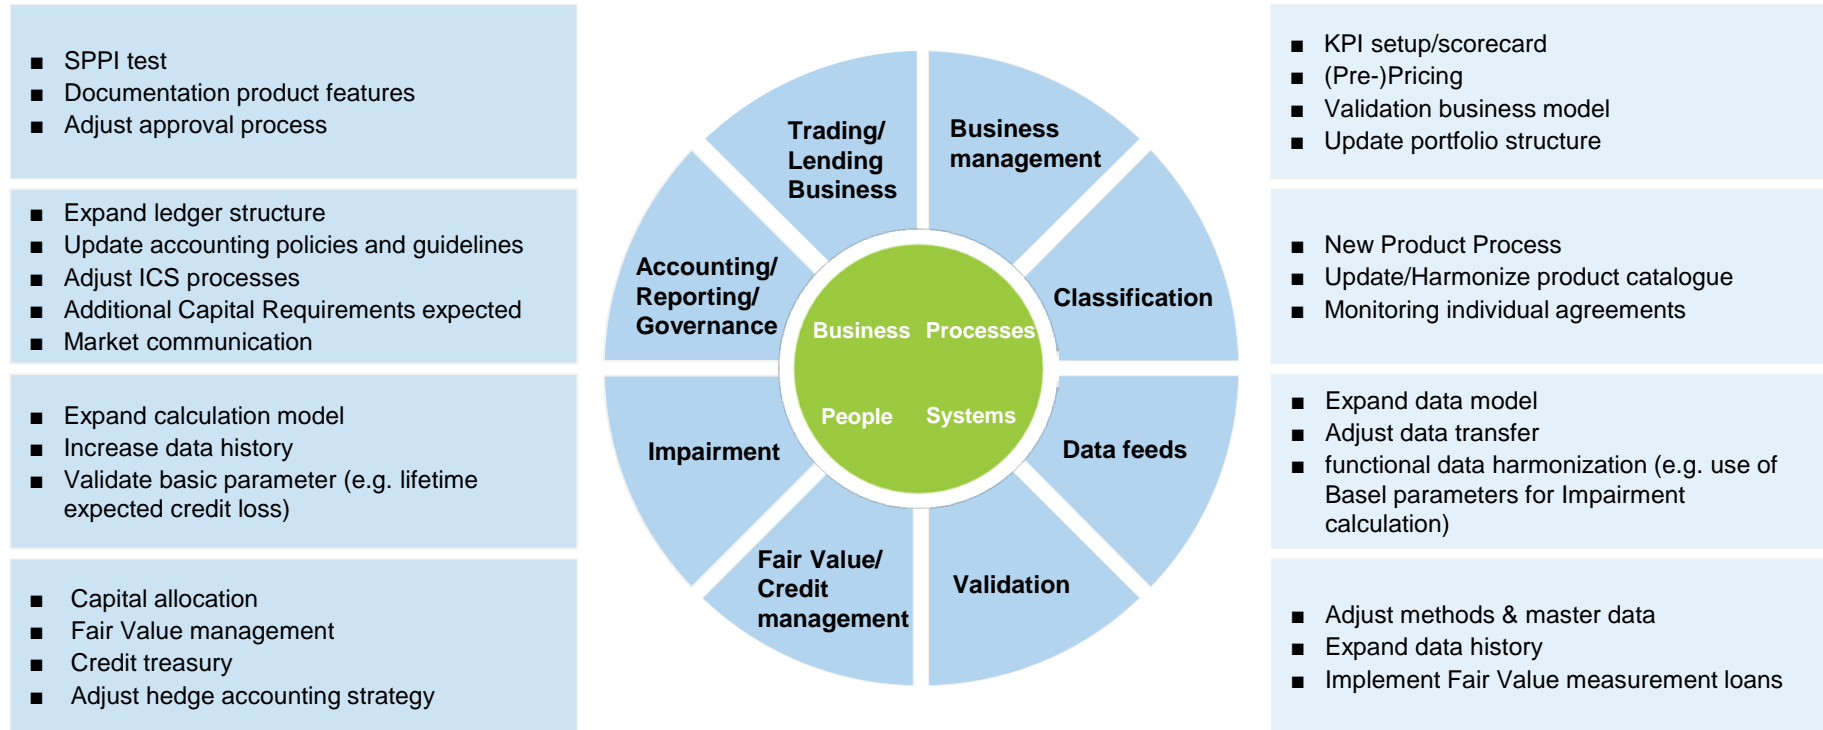 ■ SPPI test
■ Documentation product features
■ Adjust approval process
■ Expand ledger structure
■ Update accounting policies and guidelines
■ Adjust ICS processes
■ Additional Capital Requirements expected
■ Market communication
■ Expand calculation model
■ Increase data history
■ Validate basic parameter (e.g. lifetime
expected credit loss)
■ Capital allocation
■ Fair Value management
■ Credit treasury
■ Adjust hedge accounting strategy
Trading/
Lending
Business
Business
management
Accounting/
Reporting/
Governance
Classification
Business Processes
People Systems
Impairment
Data feeds
Fair Value/
Credit
management
Validation
■ KPI setup/scorecard
■ (Pre-)Pricing
■ Validation business model
■ Update portfolio structure
■ New Product Process
■ Update/Harmonize product catalogue
■ Monitoring individual agreements
■ Expand data model
■ Adjust data transfer
■ functional data harmonization (e.g. use of
Basel parameters for Impairment
calculation)
■ Adjust methods & master data
■ Expand data history
■ Implement Fair Value measurement loans